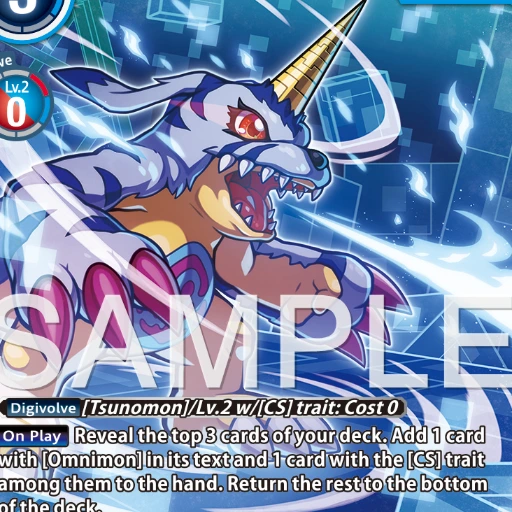 3
ve
Lv.2
0
SAMPLE
Digivolve [Tsunomon]/Lv.2 w/[CS] trait: Cost 0
On Play Reveal the top 3 cards of your deck. Add 1 card
with [Omnimon] in its text and 1 card with the [CS] trait
among them to the hand. Return the rest to the bottom
of the deck.